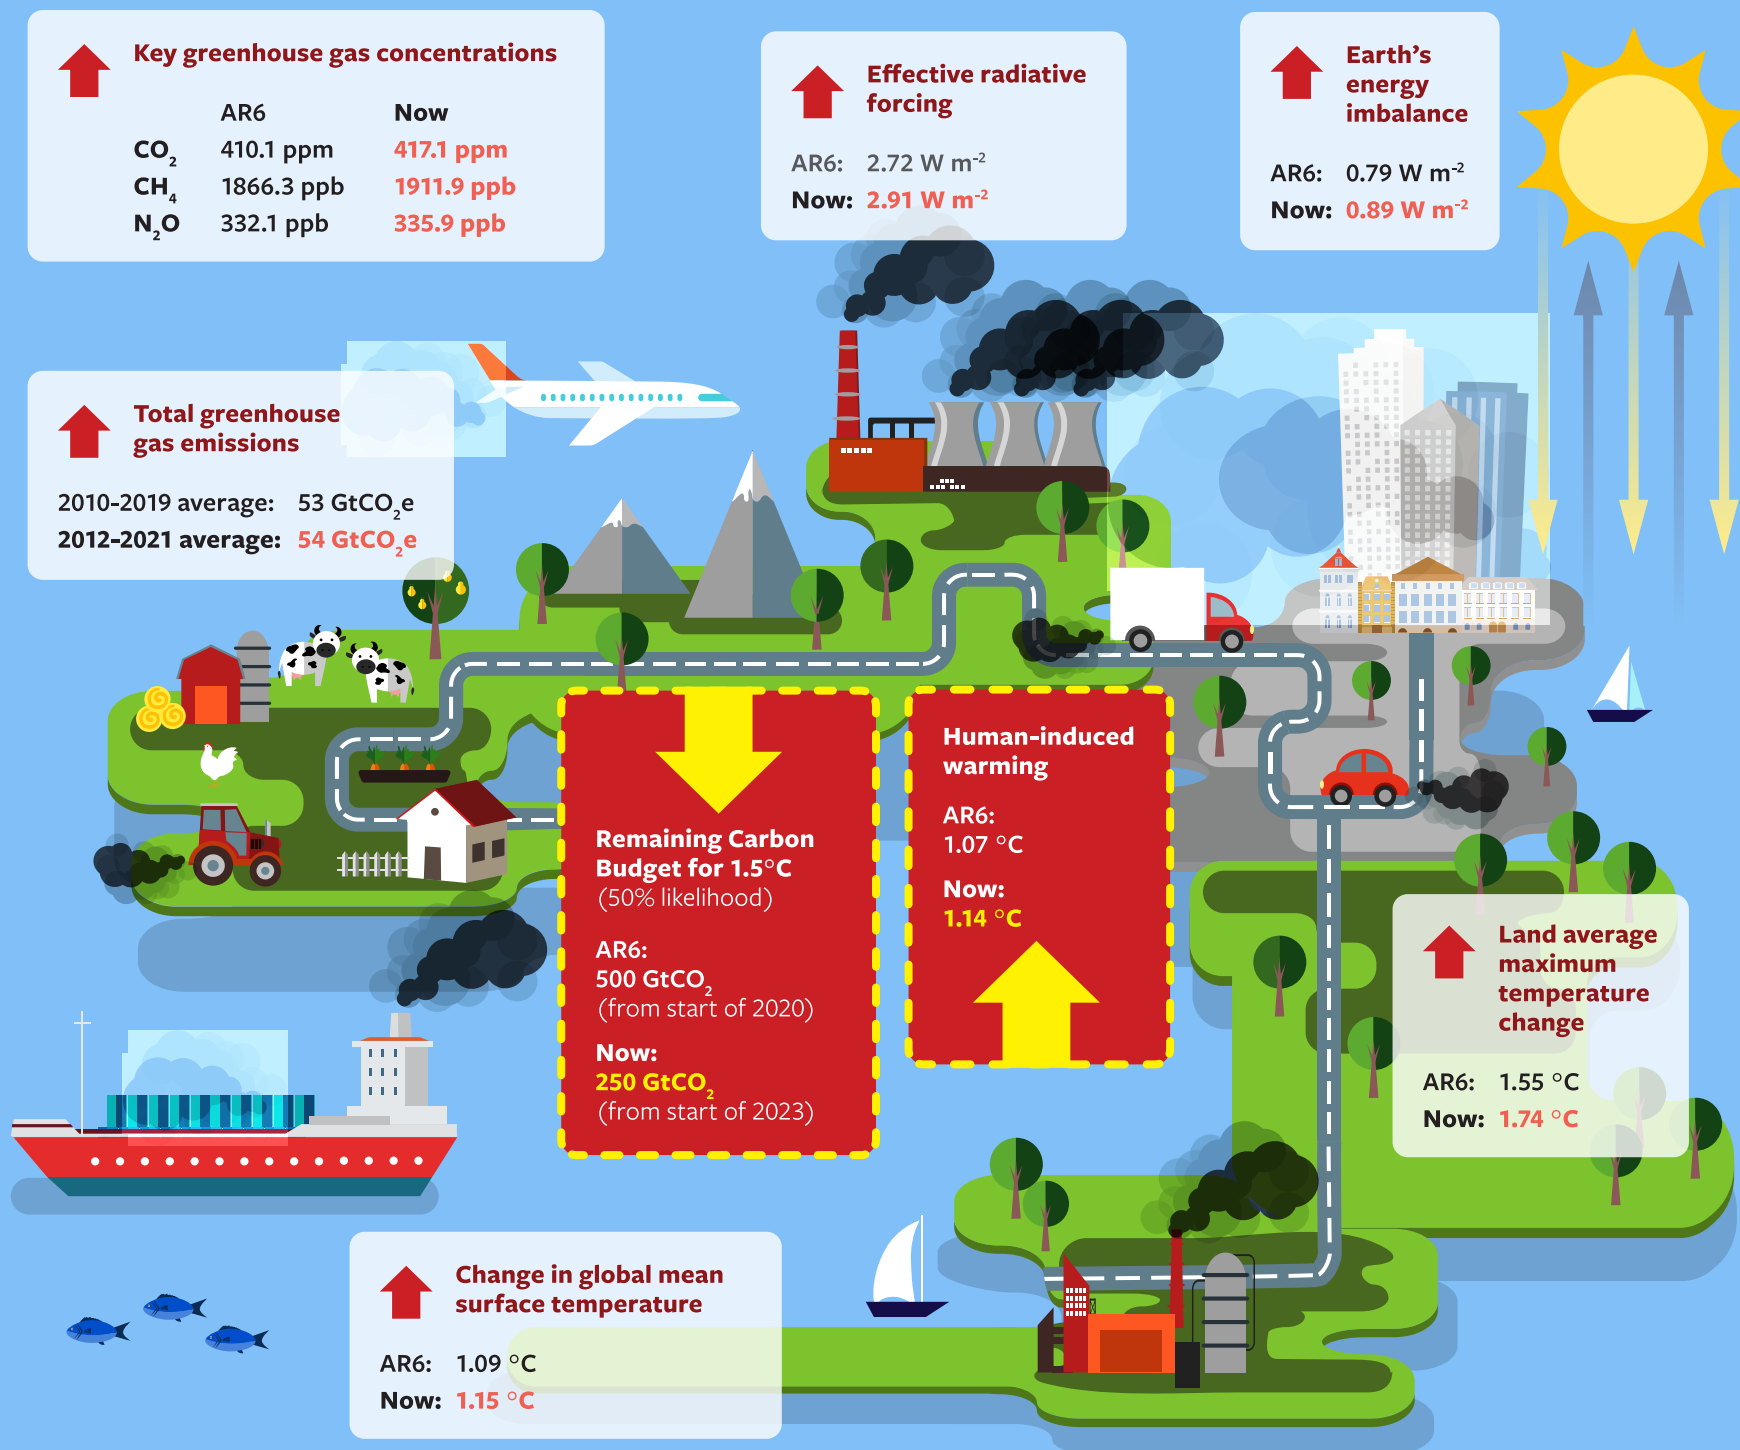 Key greenhouse gas concentrations
AR6 Now
CO₂ 410.1 ppm 417.1 ppm
CH₄ 1866.3 ppb 1911.9 ppb
N₂O 332.1 ppb 335.9 ppb
Effective radiative
forcing
AR6: 2.72 W m⁻²
Now: 2.91 W m⁻²
Earth's
energy
imbalance
AR6: 0.79 W m⁻²
Now: 0.89 W m⁻²
Total greenhouse
gas emissions
2010-2019 average: 53 GtCO₂e
2012-2021 average: 54 GtCO₂e
Remaining Carbon
Budget for 1.5°C
(50% likelihood)
AR6:
500 GtCO₂
(from start of 2020)
Now:
250 GtCO₂
(from start of 2023)
Human-induced
warming
AR6:
1.07 °C
Now:
1.14 °C
Land average
maximum
temperature
change
AR6: 1.55 °C
Now: 1.74 °C
Change in global mean
surface temperature
AR6: 1.09 °C
Now: 1.15 °C